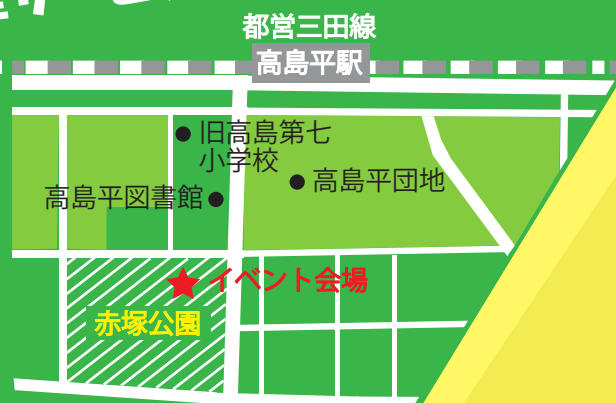 都営三田線
高島平駅
旧高島第七
小学校
高島平団地
高島平図書館
イベント会場
赤塚公園